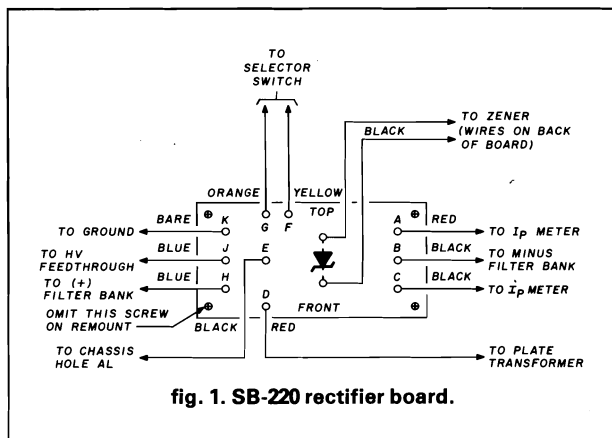 TO
SELECTOR
SWITCH
TO ZENER
(WIRES ON BACK
OF BOARD)
BLACK
ORANGE YELLOW
TOP
BARE K G F A RED
TO GROUND TO Ip METER
BLUE J E B BLACK
TO HV
FEEDTHROUGH
TO MINUS
FILTER BANK
BLUE H C BLACK
TO (+)
FILTER BANK
TO Ip METER
OMIT THIS SCREW
ON REMOUNT
D FRONT
BLACK RED
TO CHASSIS
HOLE AL
TO PLATE
TRANSFORMER
fig. 1. SB-220 rectifier board.